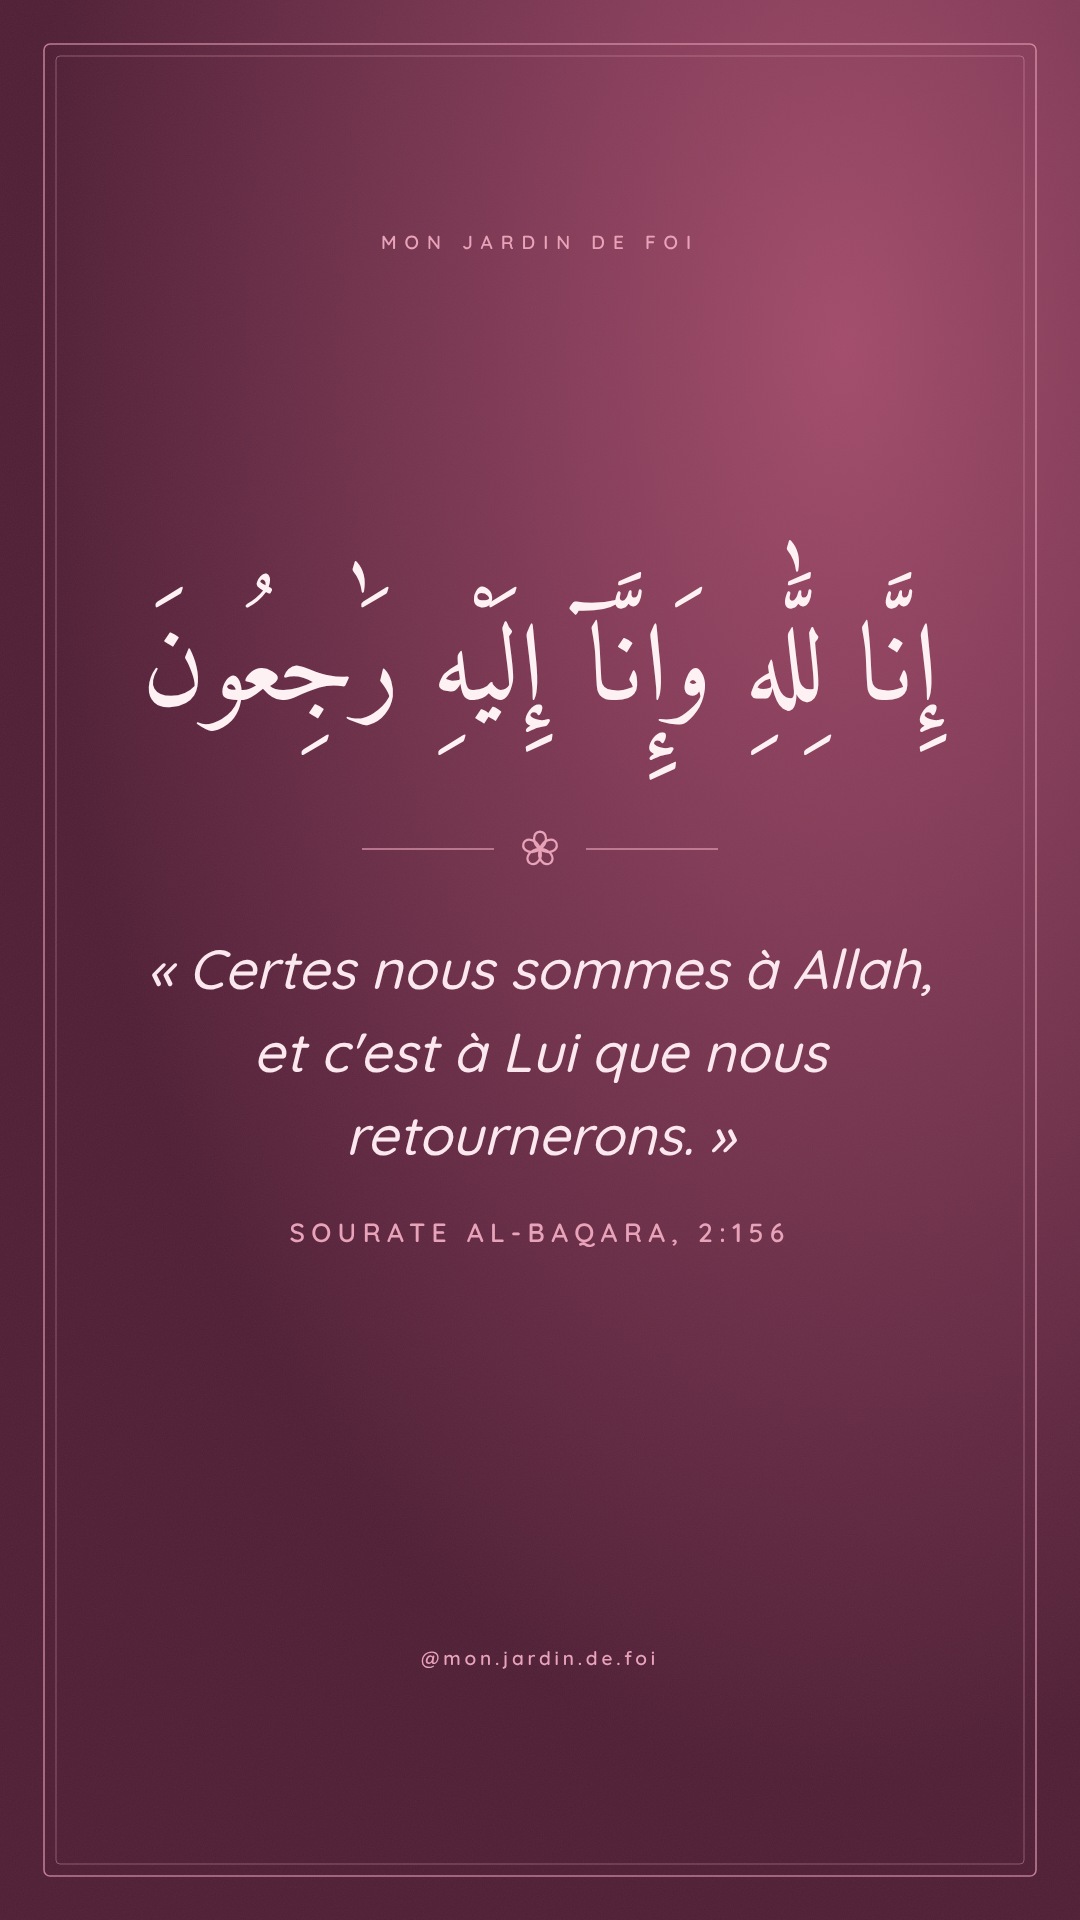 MON JARDIN DE FOI
إِنَّا لِلَّٰهِ وَإِنَّآ إِلَيْهِ رَٰجِعُونَ
« Certes nous sommes à Allah,
et c'est à Lui que nous
retournerons. »
SOURATE AL-BAQARA, 2:156
@mon.jardin.de.foi